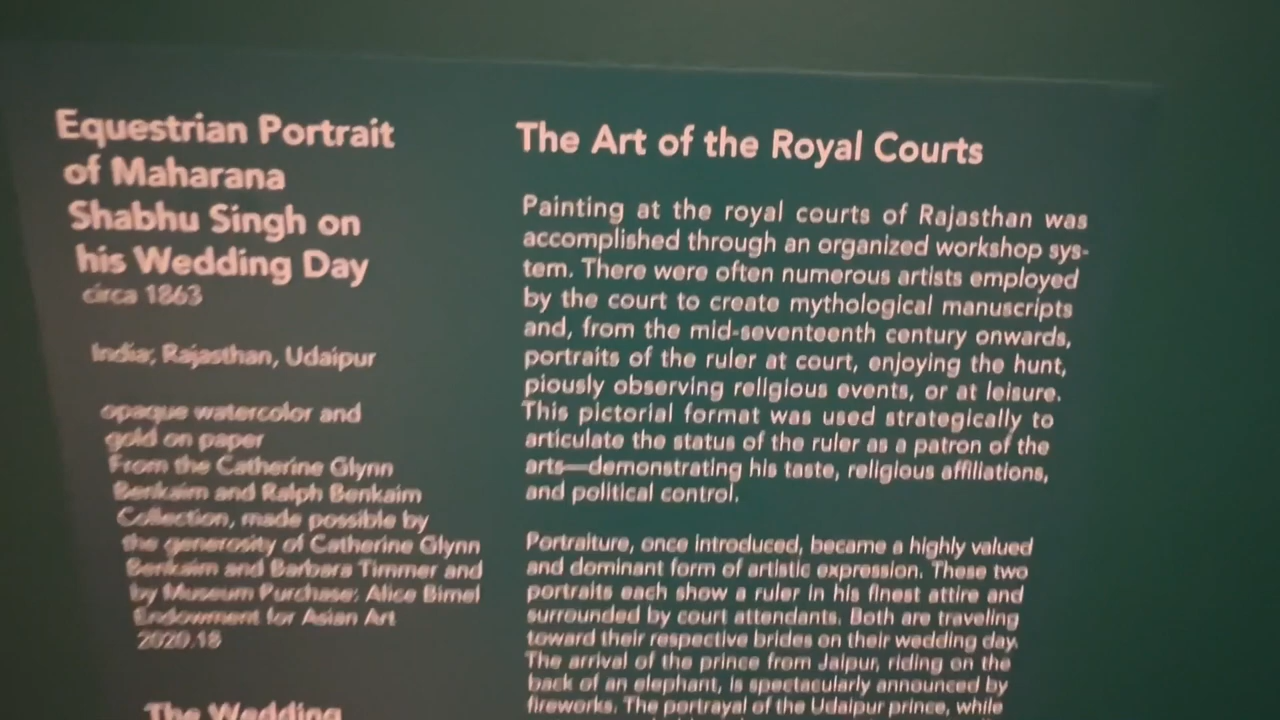 Equestrian Portrait
of Maharana
Shabhu Singh on
his Wedding Day
circa 1863
India; Rajasthan, Udaipur
opaque watercolor and
gold on paper
From the Catherine Glynn
Benkaim and Ralph Benkaim
Collection, made possible by
the generosity of Catherine Glynn
Benkaim and Barbara Timmer and
by Museum Purchase: Alice Bimel
Endowment for Asian Art
2020.18
The Wedding
The Art of the Royal Courts
Painting at the royal courts of Rajasthan was
accomplished through an organized workshop sys-
tem. There were often numerous artists employed
by the court to create mythological manuscripts
and, from the mid-seventeenth century onwards,
portraits of the ruler at court, enjoying the hunt,
piously observing religious events, or at leisure.
This pictorial format was used strategically to
articulate the status of the ruler as a patron of the
arts—demonstrating his taste, religious affiliations,
and political control.
Portraiture, once introduced, became a highly valued
and dominant form of artistic expression. These two
portraits each show a ruler in his finest attire and
surrounded by court attendants. Both are traveling
toward their respective brides on their wedding day.
The arrival of the prince from Jaipur, riding on the
back of an elephant, is spectacularly announced by
fireworks. The portrayal of the Udaipur prince, while